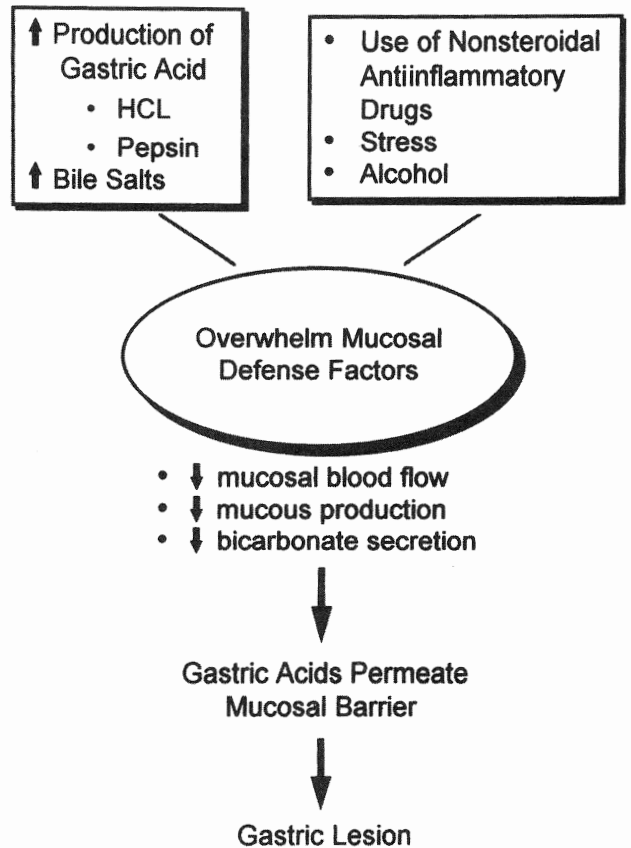 ↑ Production of
Gastric Acid
• HCL
• Pepsin
↑ Bile Salts
• Use of Nonsteroidal
Antiinflammatory
Drugs
• Stress
• Alcohol
Overwhelm Mucosal
Defense Factors
• ↓ mucosal blood flow
• ↓ mucous production
• ↓ bicarbonate secretion
Gastric Acids Permeate
Mucosal Barrier
Gastric Lesion